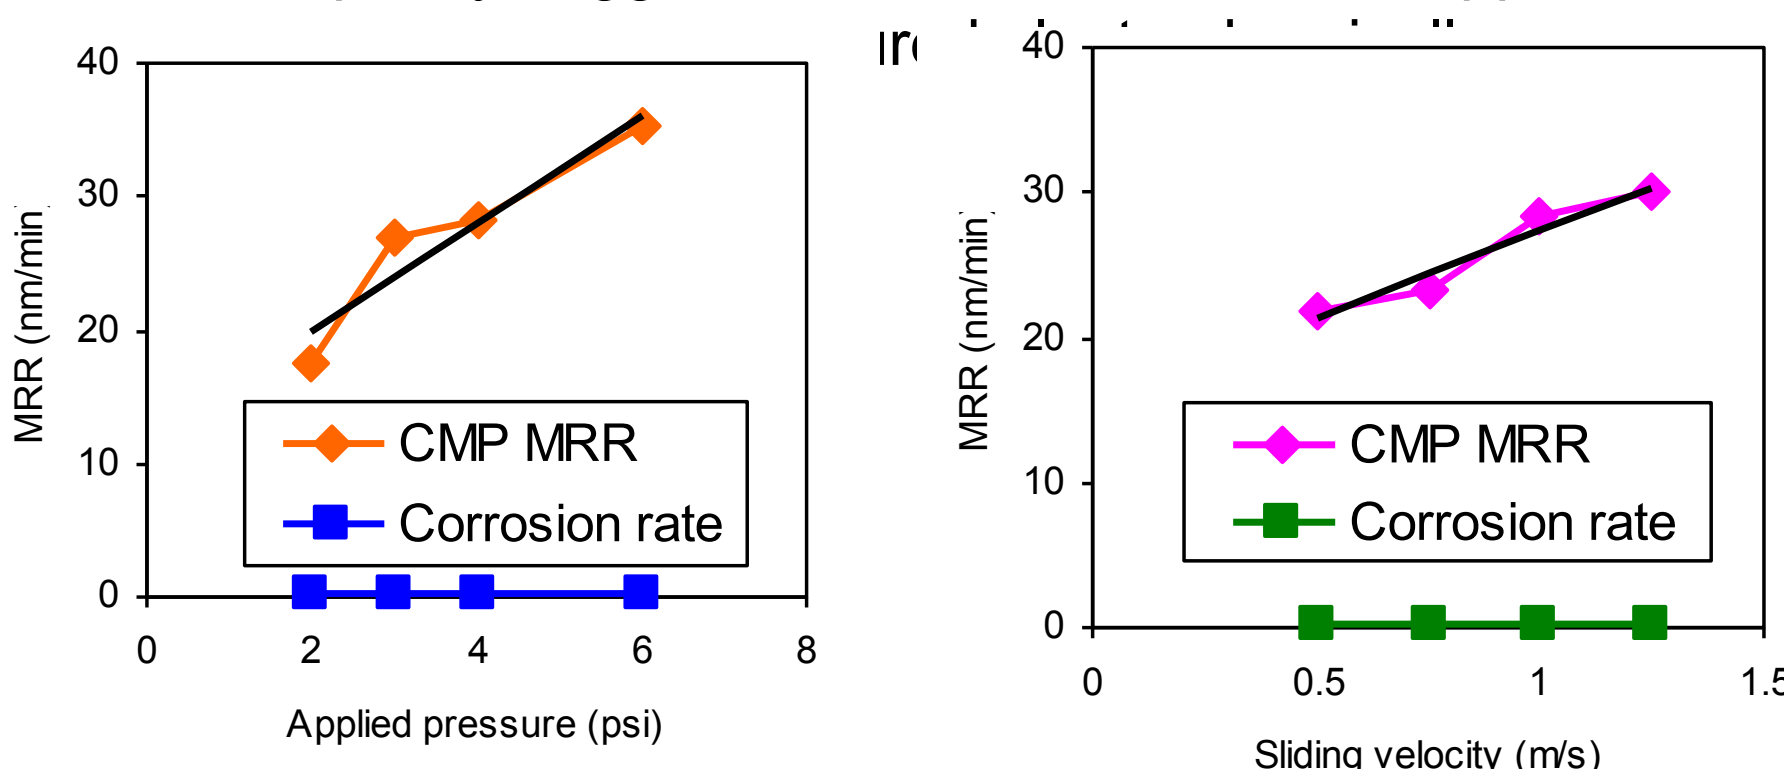 40
30
20
10
0
0 2 4 6 8
MRR (nm/min)
CMP MRR
Corrosion rate
Applied pressure (psi)
40
30
20
10
0
0 0.5 1 1.5
MRR (nm/min)
CMP MRR
Corrosion rate
Sliding velocity (m/s)